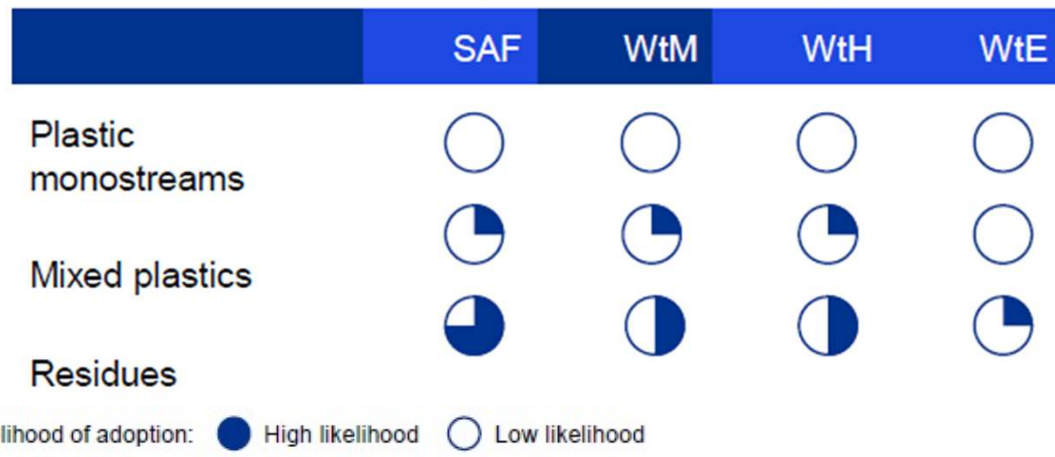 SAF WtM WtH WtE
Plastic
monostreams
Mixed plastics
Residues
lihood of adoption: High likelihood Low likelihood